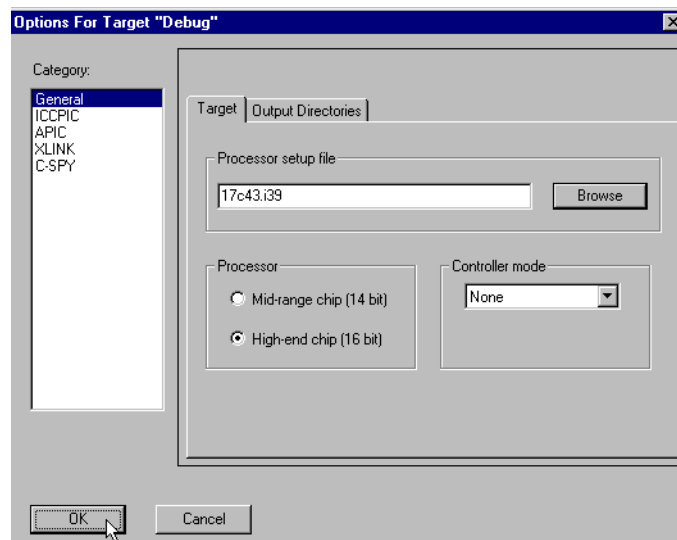 Options For Target "Debug"
Category:
General
ICCPIC
APIC
XLINK
C-SPY
Target
Output Directories
Processor setup file
17c43.i39
Browse
Processor
Mid-range chip (14 bit)
High-end chip (16 bit)
Controller mode
None
OK
Cancel